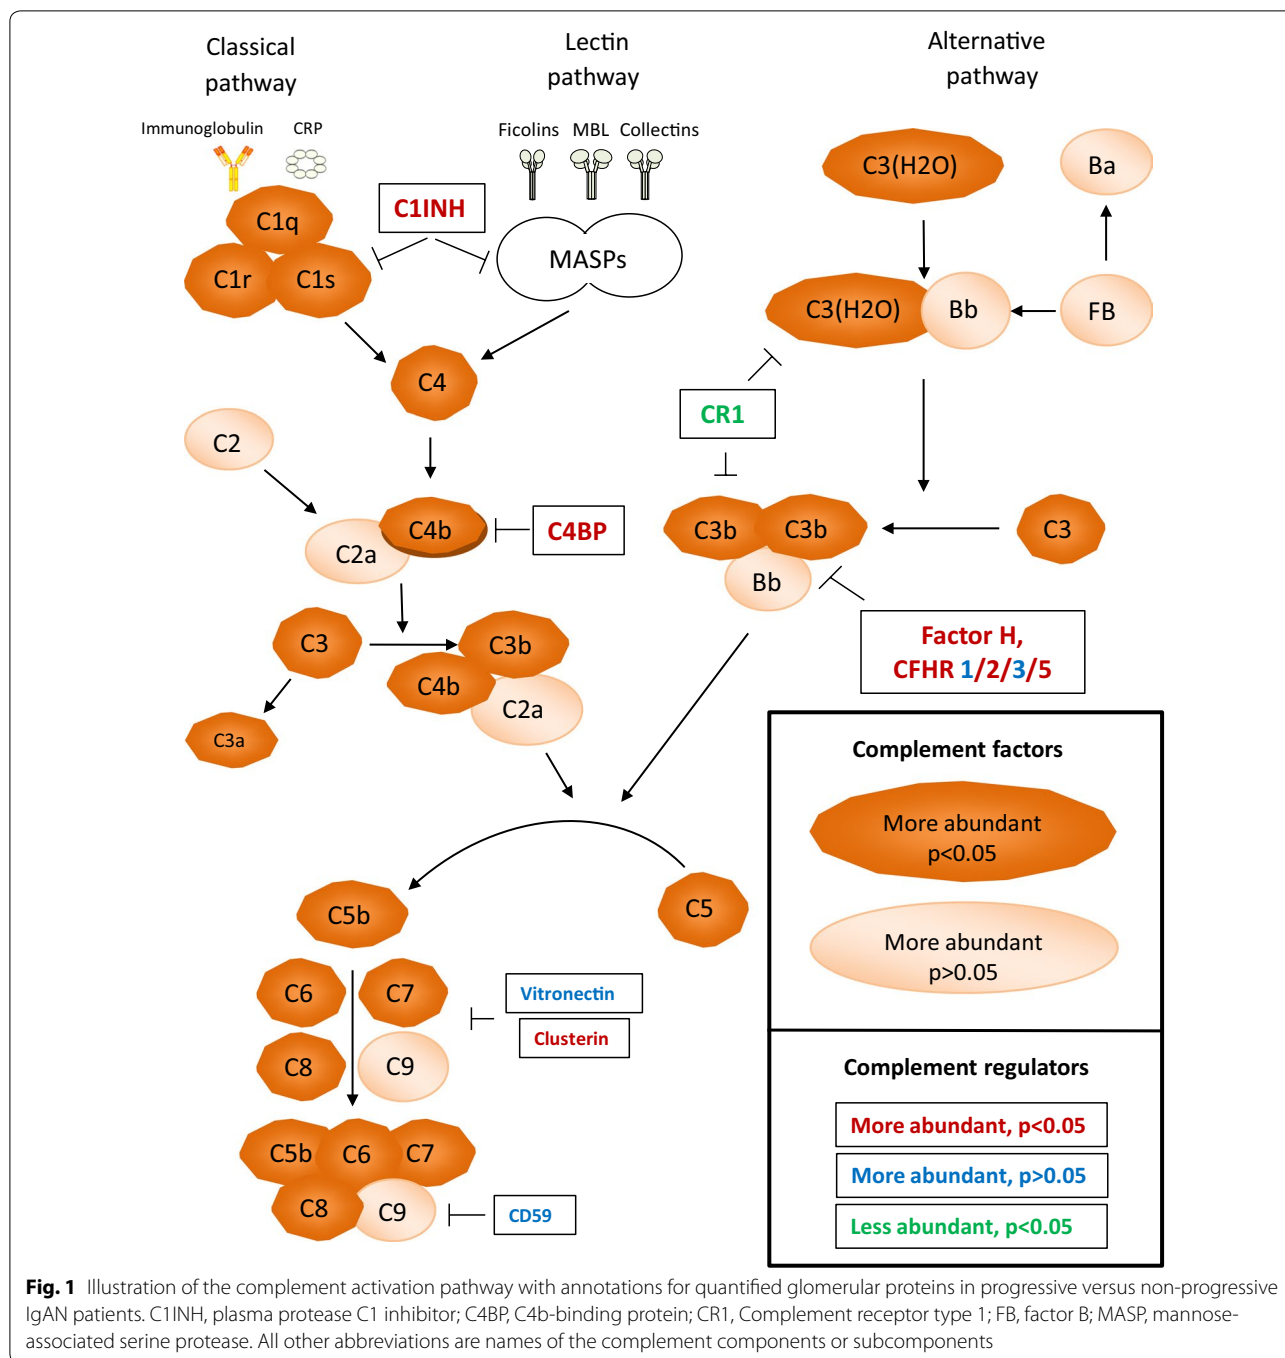 Classical
pathway
Lectin
pathway
Alternative
pathway
Immunoglobulin
CRP
Ficolins
MBL
Collectins
C3(H2O)
Ba
C1q
C1r
C1s
C1INH
MASPs
C3(H2O)
Bb
FB
C4
CR1
C2
C4b
C2a
C4BP
C3b
C3b
Bb
C3
C3
C3b
C4b
C2a
C3a
Factor H,
CFHR 1/2/3/5
C5b
C5
C6
C7
C8
C9
Vitronectin
Clusterin
C5b
C6
C7
C8
C9
CD59
Complement factors
More abundant
p<0.05
More abundant
p>0.05
Complement regulators
More abundant, p<0.05
More abundant, p>0.05
Less abundant, p<0.05
Fig. 1 Illustration of the complement activation pathway with annotations for quantified glomerular proteins in progressive versus non-progressive
IgAN patients. C1INH, plasma protease C1 inhibitor; C4BP, C4b-binding protein; CR1, Complement receptor type 1; FB, factor B; MASP, mannose-
associated serine protease. All other abbreviations are names of the complement components or subcomponents